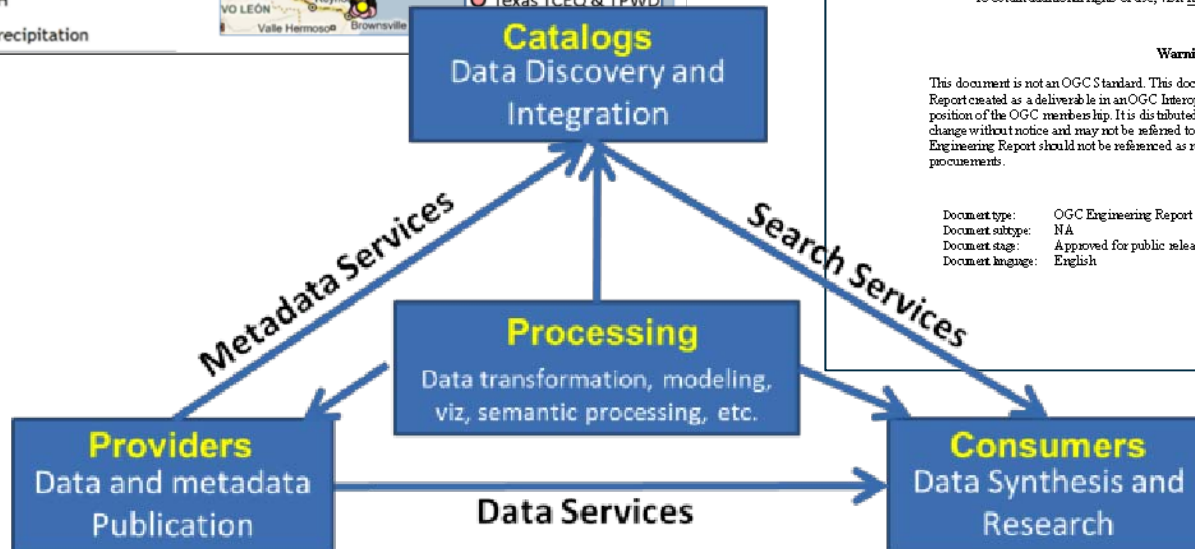 VO LEÓN
Valle Hermoso
Brownsville
Texas TCEQ & TPWD
recipitation
Catalogs
Data Discovery and
Integration
This document is not an OGC Standard. This doc
Report created as a deliverable in an OGC Interop
position of the OGC membership. It is distributed
change without notice and may not be referred to
Engineering Report should not be referenced as r
procurements.
Document type: OGC Engineering Report
Document subtype: NA
Document stage: Approved for public relea
Document language: English
Metadata Services
Search Services
Processing
Data transformation, modeling,
viz, semantic processing, etc.
Providers
Data and metadata
Publication
Data Services
Consumers
Data Synthesis and
Research